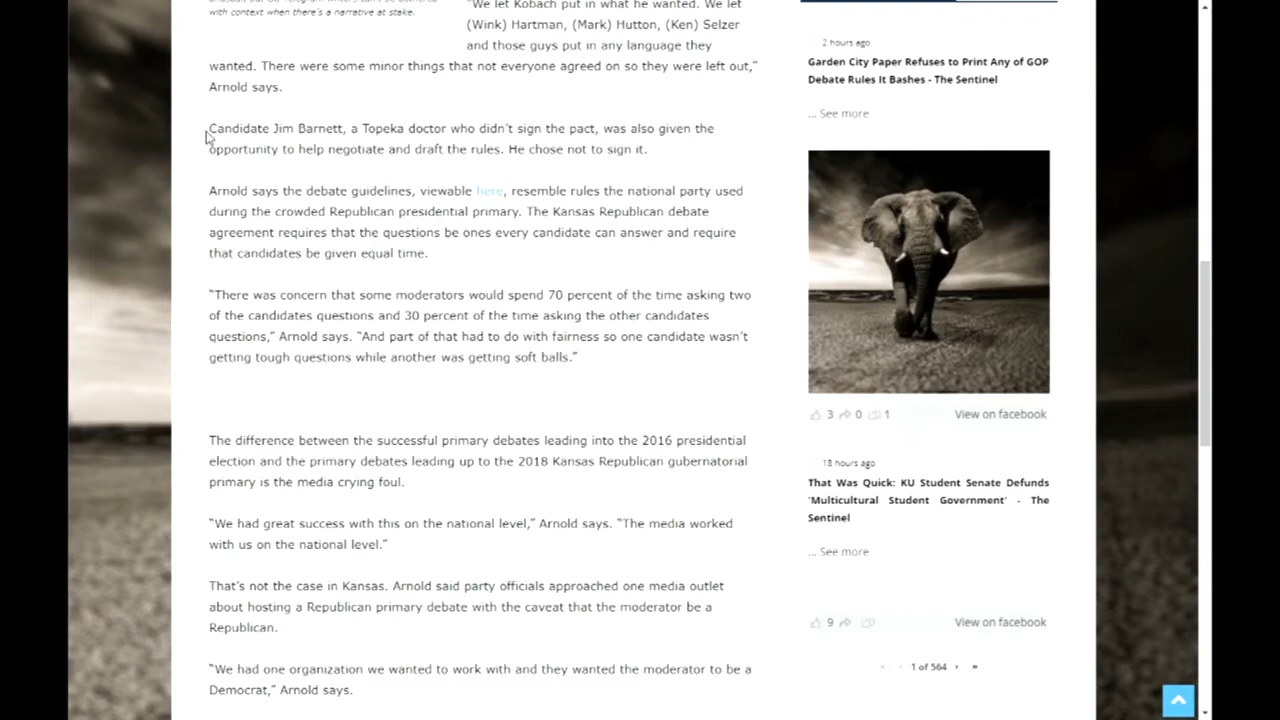 with context when there's a narrative at stake.
"We let Kobach put in what he wanted. We let
(Wink) Hartman, (Mark) Hutton, (Ken) Selzer
and those guys put in any language they
wanted. There were some minor things that not everyone agreed on so they were left out,"
Arnold says.
Candidate Jim Barnett, a Topeka doctor who didn't sign the pact, was also given the
opportunity to help negotiate and draft the rules. He chose not to sign it.
Arnold says the debate guidelines, viewable here, resemble rules the national party used
during the crowded Republican presidential primary. The Kansas Republican debate
agreement requires that the questions be ones every candidate can answer and require
that candidates be given equal time.
"There was concern that some moderators would spend 70 percent of the time asking two
of the candidates questions and 30 percent of the time asking the other candidates
questions," Arnold says. "And part of that had to do with fairness so one candidate wasn't
getting tough questions while another was getting soft balls."
The difference between the successful primary debates leading into the 2016 presidential
election and the primary debates leading up to the 2018 Kansas Republican gubernatorial
primary is the media crying foul.
"We had great success with this on the national level," Arnold says. "The media worked
with us on the national level."
That's not the case in Kansas. Arnold said party officials approached one media outlet
about hosting a Republican primary debate with the caveat that the moderator be a
Republican.
"We had one organization we wanted to work with and they wanted the moderator to be a
Democrat," Arnold says.
2 hours ago
Garden City Paper Refuses to Print Any of GOP
Debate Rules It Bashes - The Sentinel
... See more
3 0 1 View on facebook
18 hours ago
That Was Quick: KU Student Senate Defunds
'Multicultural Student Government' - The
Sentinel
... See more
9 View on facebook
« ‹ 1 of 564 › »